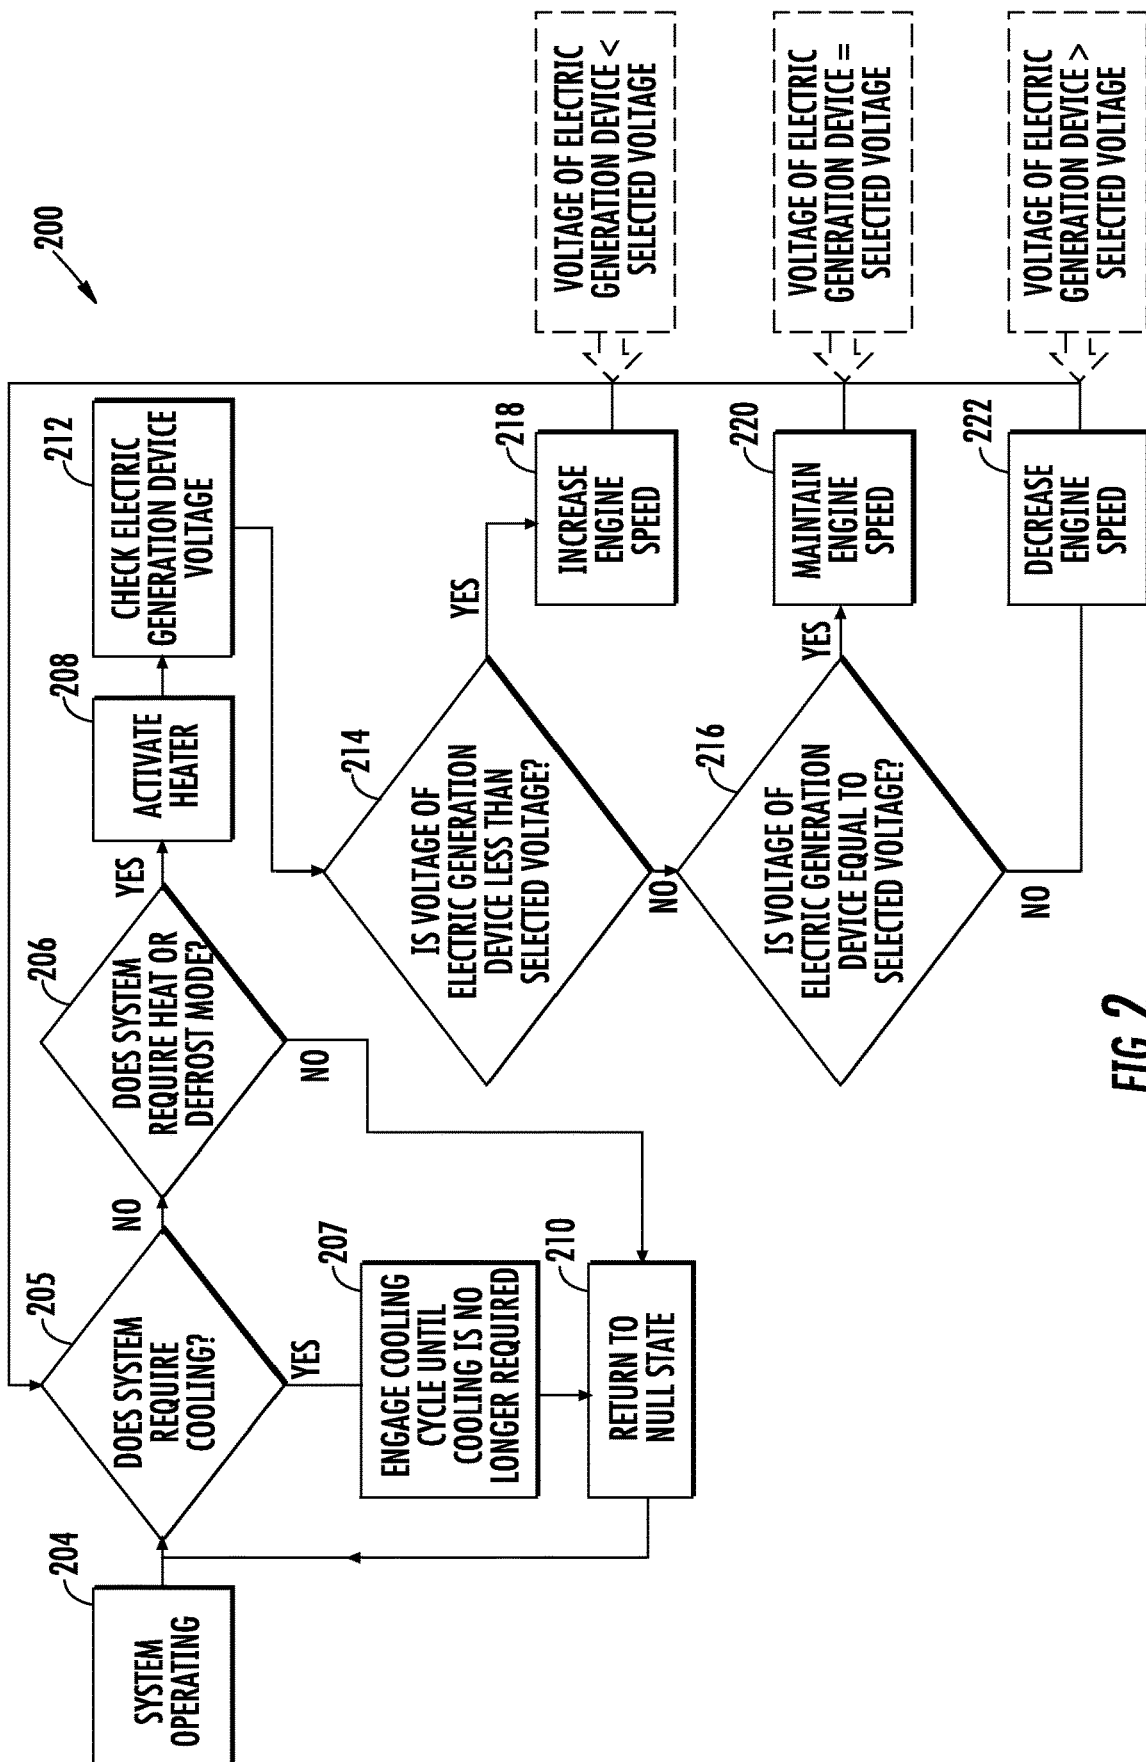 200
204
SYSTEM
OPERATING
205
DOES SYSTEM
REQUIRE
COOLING?
NO
YES
206
DOES SYSTEM
REQUIRE HEAT OR
DEFROST MODE?
YES
NO
207
ENGAGE COOLING
CYCLE UNTIL
COOLING IS NO
LONGER REQUIRED
210
RETURN TO
NULL STATE
208
ACTIVATE
HEATER
212
CHECK ELECTRIC
GENERATION DEVICE
VOLTAGE
214
IS VOLTAGE OF
ELECTRIC GENERATION
DEVICE LESS THAN
SELECTED VOLTAGE?
YES
NO
218
INCREASE
ENGINE
SPEED
VOLTAGE OF ELECTRIC
GENERATION DEVICE <
SELECTED VOLTAGE
216
IS VOLTAGE OF
ELECTRIC GENERATION
DEVICE EQUAL TO
SELECTED VOLTAGE?
YES
NO
220
MAINTAIN
ENGINE
SPEED
VOLTAGE OF ELECTRIC
GENERATION DEVICE =
SELECTED VOLTAGE
222
DECREASE
ENGINE
SPEED
VOLTAGE OF ELECTRIC
GENERATION DEVICE >
SELECTED VOLTAGE
FIG. 2